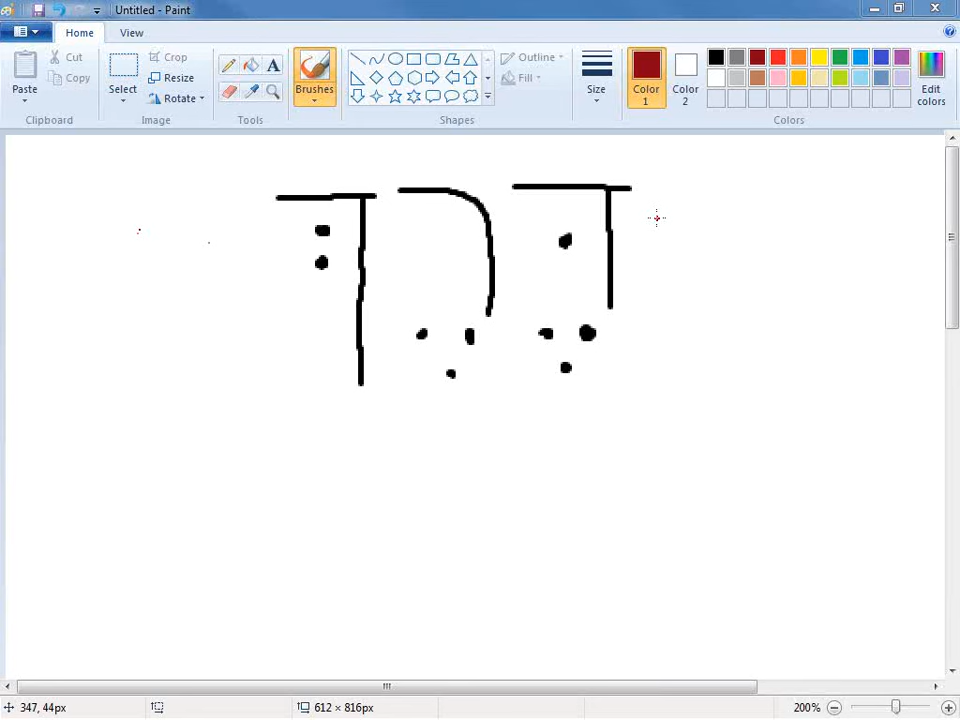 Untitled - Paint
Home View
Paste
Cut
Copy
Clipboard
Select
Crop
Resize
Rotate
Image
A
Tools
Brushes
Outline
Fill
Shapes
Size
Color 1
Color 2
Edit colors
Colors
דֶּרֶךְ
347, 44px
612 × 816px
200%